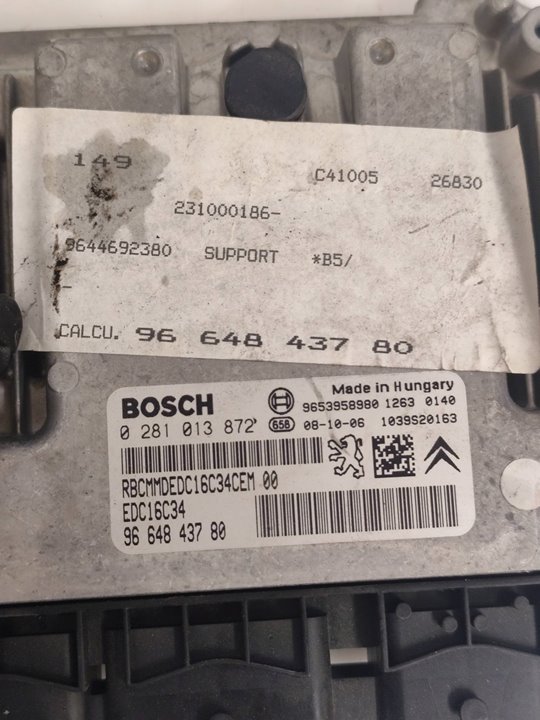 149
C41005 26830
231000186-
9644692380 SUPPORT *B5/
-
CALCU. 96 648 437 80
Made in Hungary
BOSCH 9653958980 1263 0140
0 281 013 872 658 08-10-06 1039S20163
RBCMMDEDC16C34CEM 00
EDC16C34
96 648 437 80